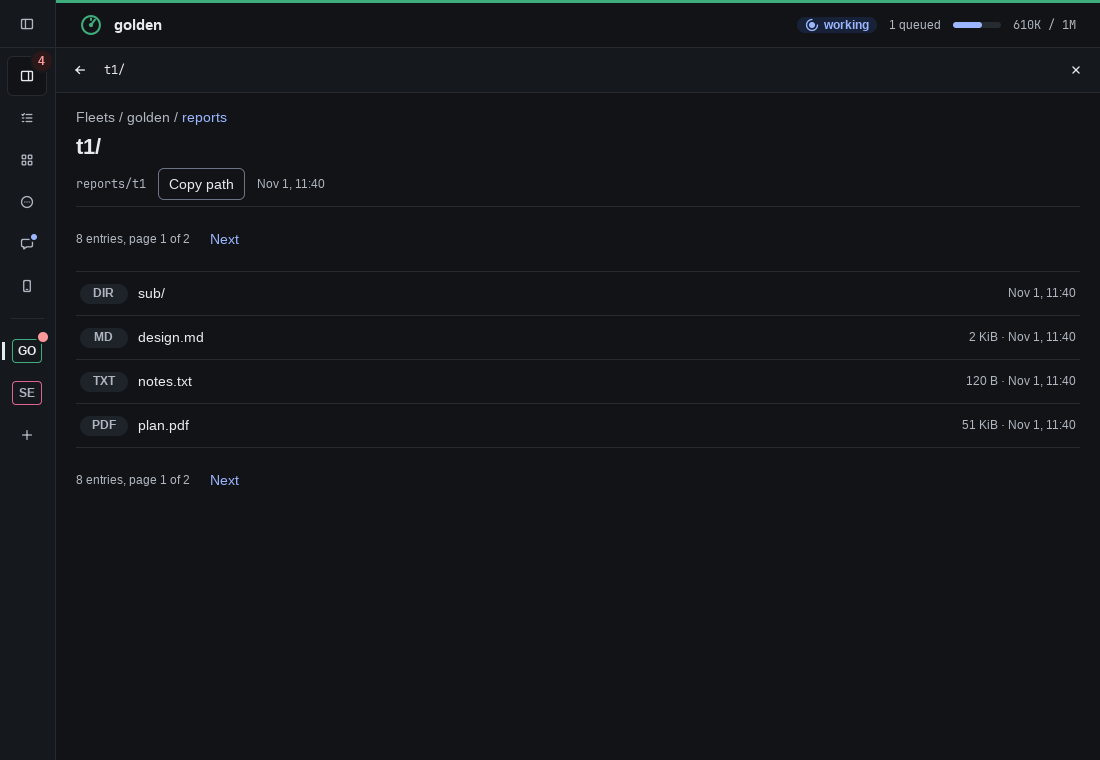 golden
working
1 queued
610K / 1M
4
t1/
Fleets / golden / reports
t1/
reports/t1
Copy path
Nov 1, 11:40
8 entries, page 1 of 2
Next
DIR
sub/
Nov 1, 11:40
MD
design.md
2 KiB · Nov 1, 11:40
TXT
notes.txt
120 B · Nov 1, 11:40
PDF
plan.pdf
51 KiB · Nov 1, 11:40
8 entries, page 1 of 2
Next
GO
SE